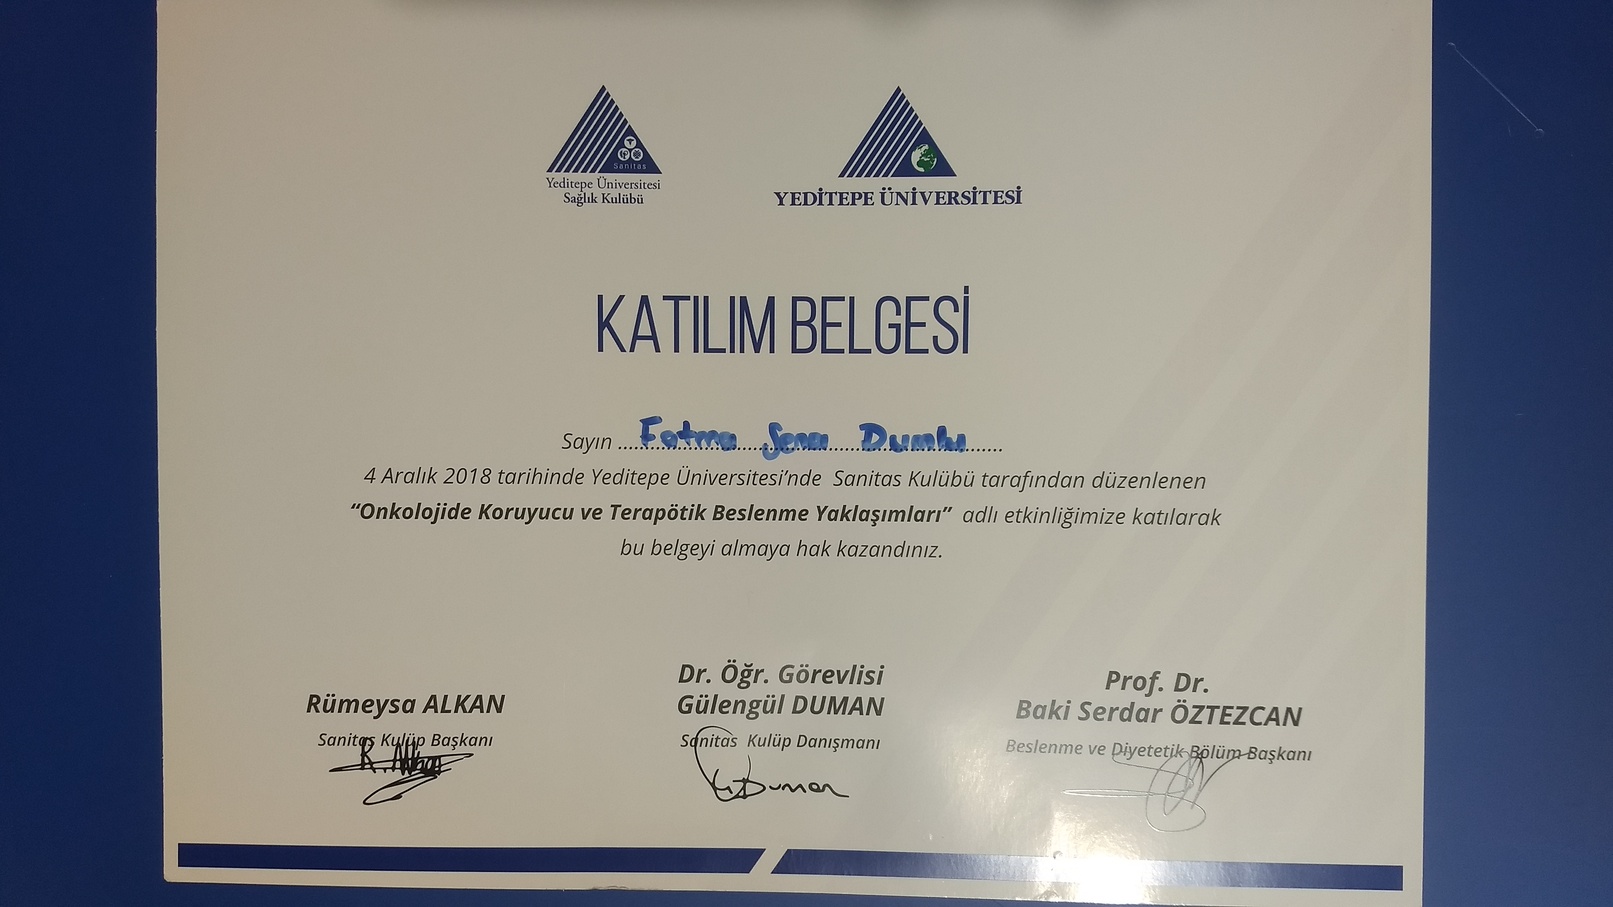 Sanitas
Yeditepe Üniversitesi
Sağlık Kulübü
YEDİTEPE ÜNİVERSİTESİ
KATILIM BELGESİ
Sayın Fatma Sena Dumlu
4 Aralık 2018 tarihinde Yeditepe Üniversitesi’nde Sanitas Kulübü tarafından düzenlenen
“Onkolojide Koruyucu ve Terapötik Beslenme Yaklaşımları” adlı etkinliğimize katılarak
bu belgeyi almaya hak kazandınız.
Rümeysa ALKAN
Sanitas Kulüp Başkanı
R. Alkan
Dr. Öğr. Görevlisi
Gülengül DUMAN
Sanitas Kulüp Danışmanı
G Duman
Prof. Dr.
Baki Serdar ÖZTEZCAN
Beslenme ve Diyetetik Bölüm Başkanı